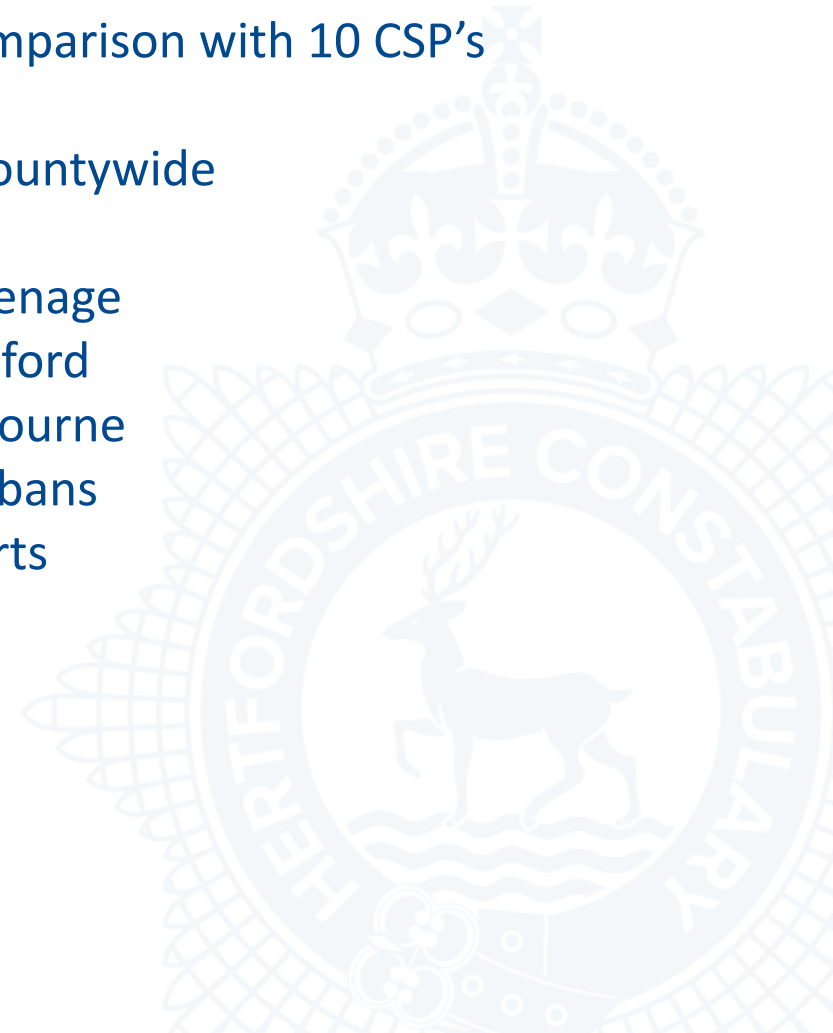 mparison with 10 CSP’s
ountywide
enage
ford
ourne
bans
rts
HERTFORDSHIRE CONSTABULARY